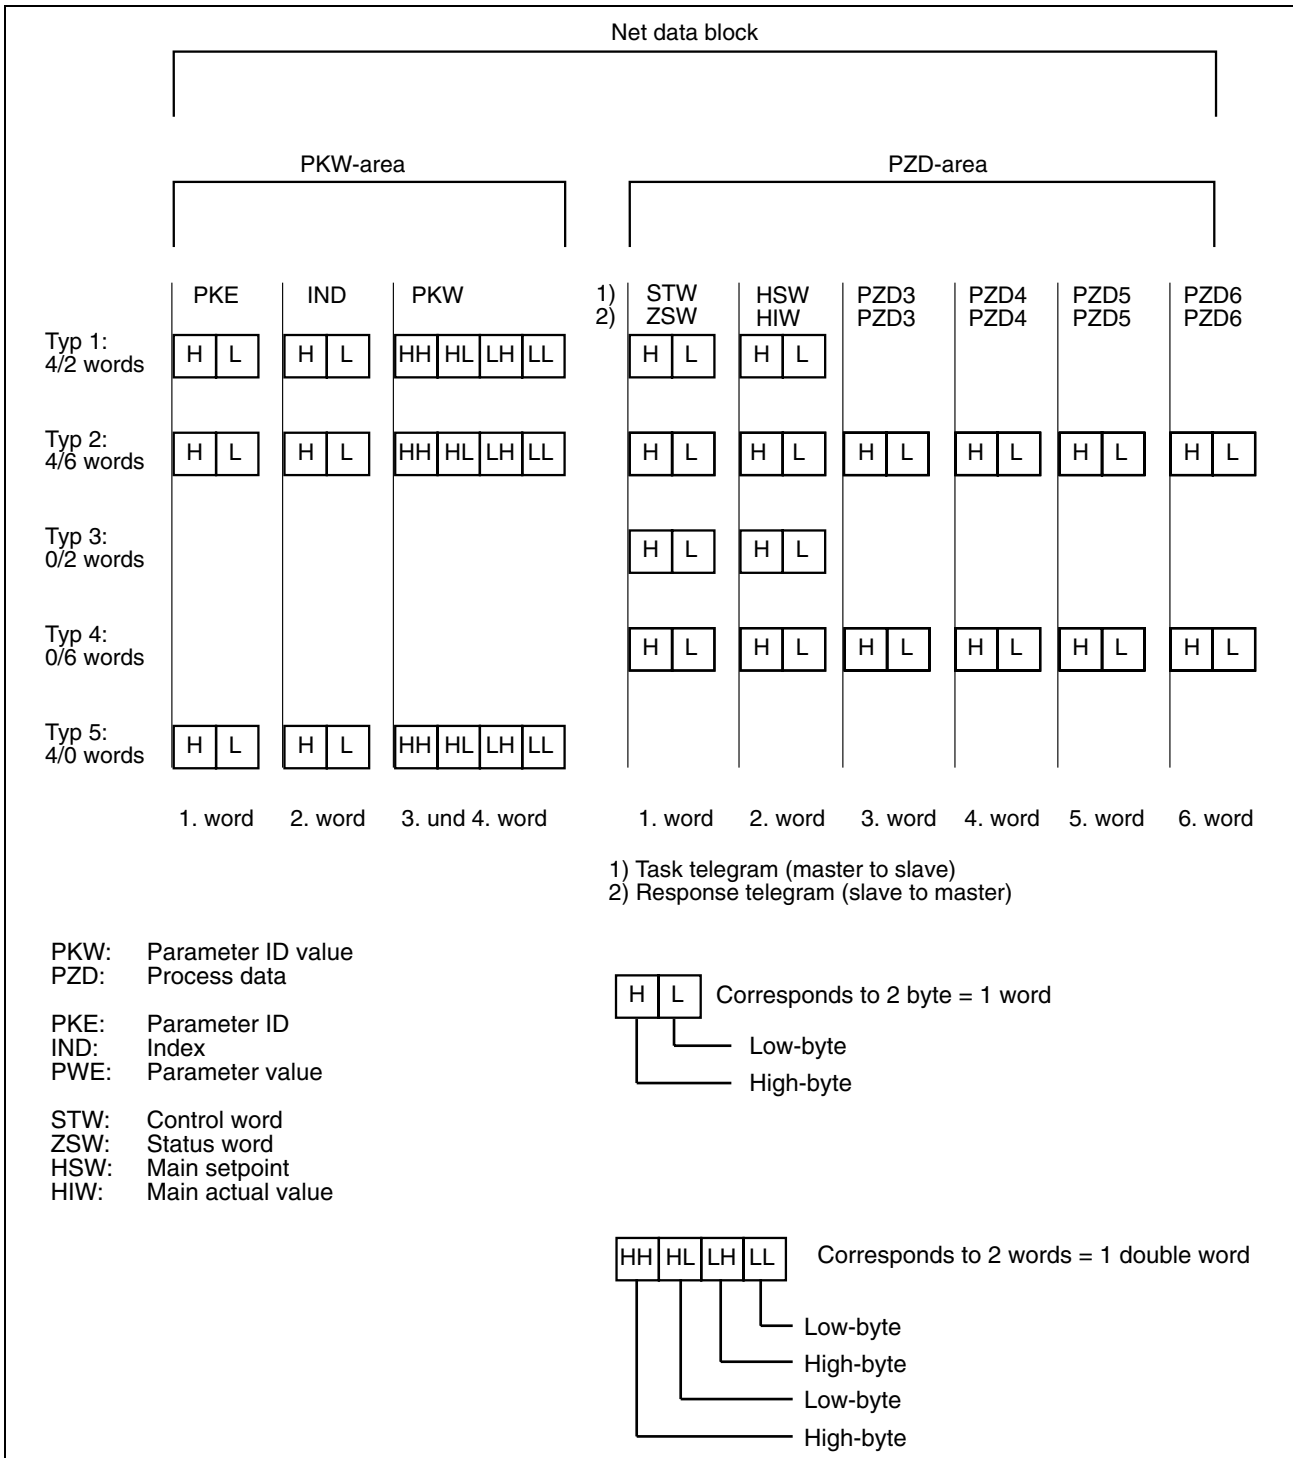 Net data block
PKW-area PZD-area
PKE IND PKW 1) STW HSW PZD3 PZD4 PZD5 PZD6
2) ZSW HIW PZD3 PZD4 PZD5 PZD6
Typ 1:
4/2 words H L H L HH HL LH LL H L H L
Typ 2:
4/6 words H L H L HH HL LH LL H L H L H L H L H L H L
Typ 3:
0/2 words H L H L
Typ 4:
0/6 words H L H L H L H L H L H L
Typ 5:
4/0 words H L H L HH HL LH LL
1. word 2. word 3. und 4. word 1. word 2. word 3. word 4. word 5. word 6. word
1) Task telegram (master to slave)
2) Response telegram (slave to master)
PKW: Parameter ID value
PZD: Process data
PKE: Parameter ID
IND: Index
PWE: Parameter value
STW: Control word
ZSW: Status word
HSW: Main setpoint
HIW: Main actual value
H L Corresponds to 2 byte = 1 word
Low-byte
High-byte
HH HL LH LL Corresponds to 2 words = 1 double word
Low-byte
High-byte
Low-byte
High-byte